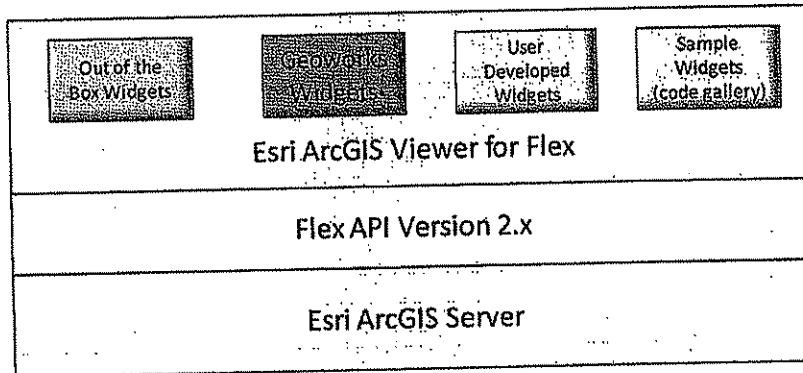 Out of the
Box Widgets
Geoworks
Widgets
User
Developed
Widgets
Sample
Widgets
(code gallery)
Esri ArcGIS Viewer for Flex
Flex API Version 2.x
Esri ArcGIS Server